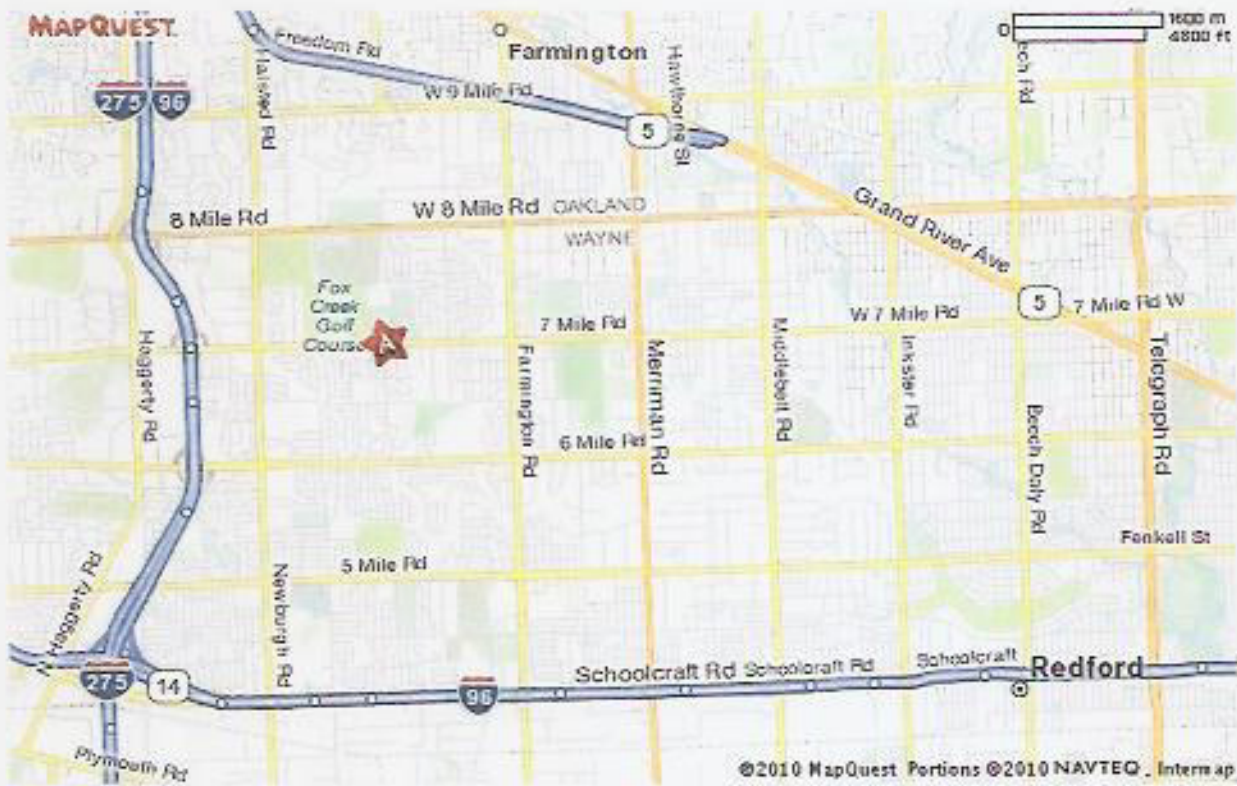 MAPQUEST
1600 m
4800 ft
Farmington
Freedom Rd
Halsted Rd
Hawthorne St
ech Rd
275
96
W 9 Mile Rd
5
8 Mile Rd
W 8 Mile Rd
OAKLAND
WAYNE
Grand River Ave
Fox
Creek
Golf
Course
A
7 Mile Rd
W 7 Mile Rd
5
7 Mile Rd W
Haggerty Rd
Farmington Rd
Merriman Rd
Middlebelt Rd
Inkster Rd
Beech Daly Rd
Telegraph Rd
6 Mile Rd
5 Mile Rd
Fenkell St
N Haggerty Rd
Newburgh Rd
Schoolcraft Rd
Schoolcraft Rd
Schoolcraft
Redford
275
14
96
Plymouth Rd
©2010 MapQuest Portions ©2010 NAVTEQ, Intermap